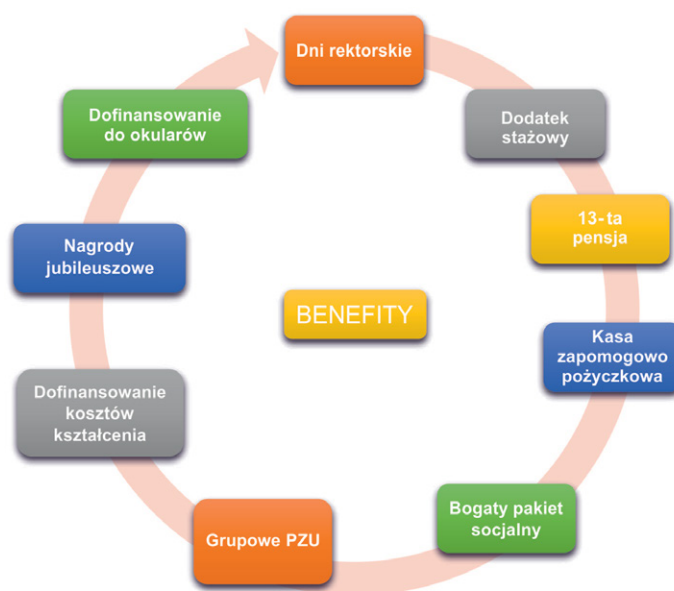 Dni rektorskie
Dodatek
stażowy
13-ta
pensja
Kasa
zapomogowo
pożyczkowa
Bogaty pakiet
socjalny
Grupowe PZU
Dofinansowanie
kosztów
kształcenia
Nagrody
jubileuszowe
Dofinansowanie
do okularów
BENEFITY